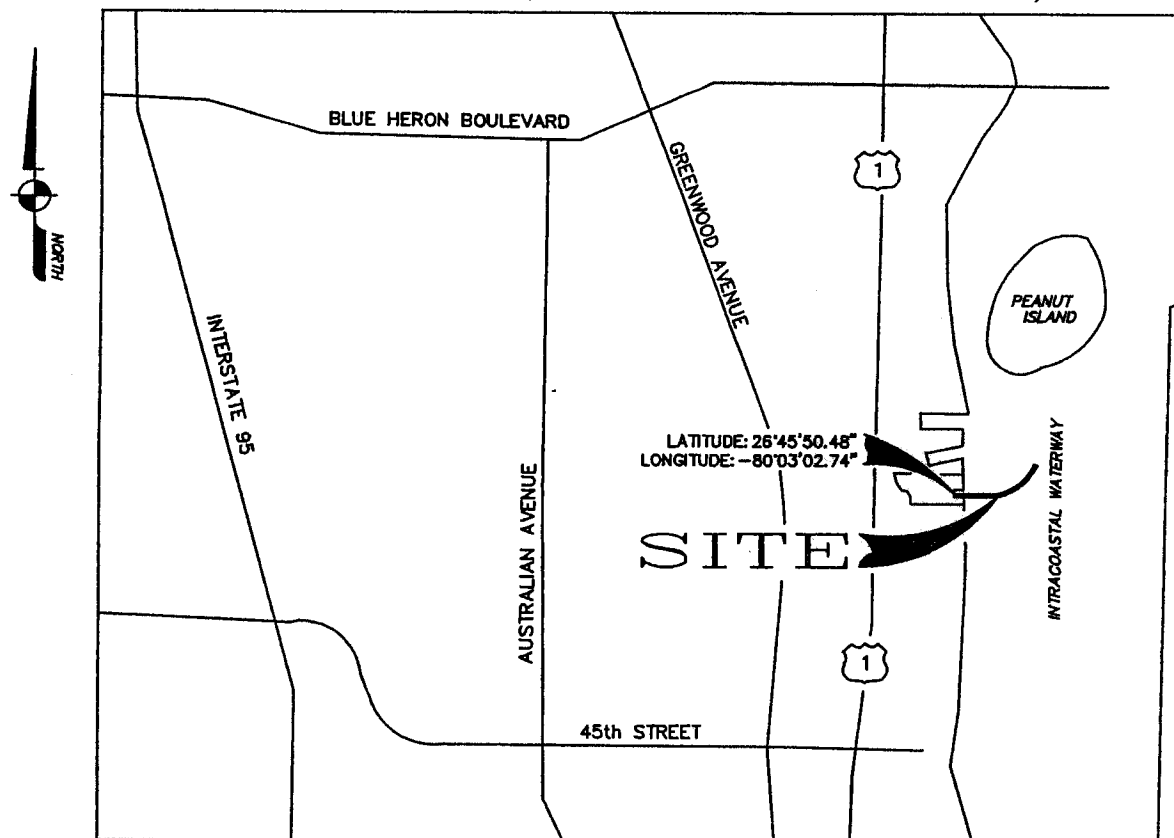 BLUE HERON BOULEVARD
GREENWOOD AVENUE
1
NORTH
PEANUT
ISLAND
INTERSTATE 95
LATITUDE: 26°45'50.48"
LONGITUDE: -80°03'02.74"
INTRACOASTAL WATERWAY
AUSTRALIAN AVENUE
SITE
1
45th STREET